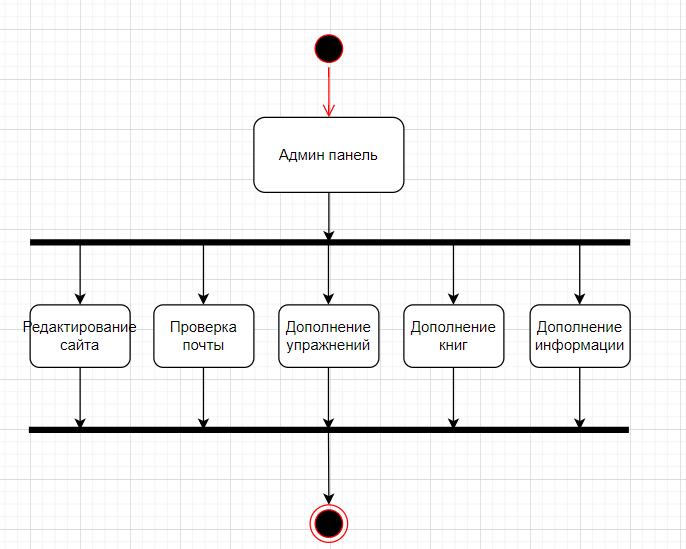 Админ панель
Редактирование
сайта
Проверка
почты
Дополнение
упражнений
Дополнение
книг
Дополнение
информации